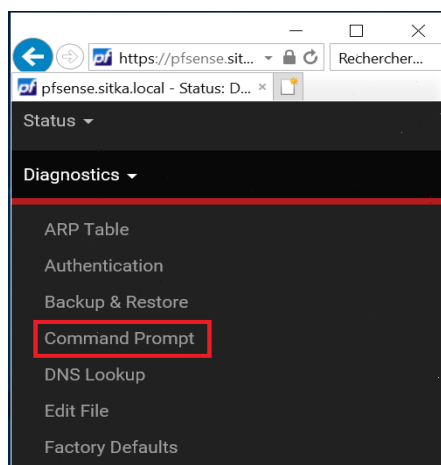 https://pfsense.sit... Rechercher...
pfsense.sitka.local - Status: D...
Status
Diagnostics
ARP Table
Authentication
Backup & Restore
Command Prompt
DNS Lookup
Edit File
Factory Defaults